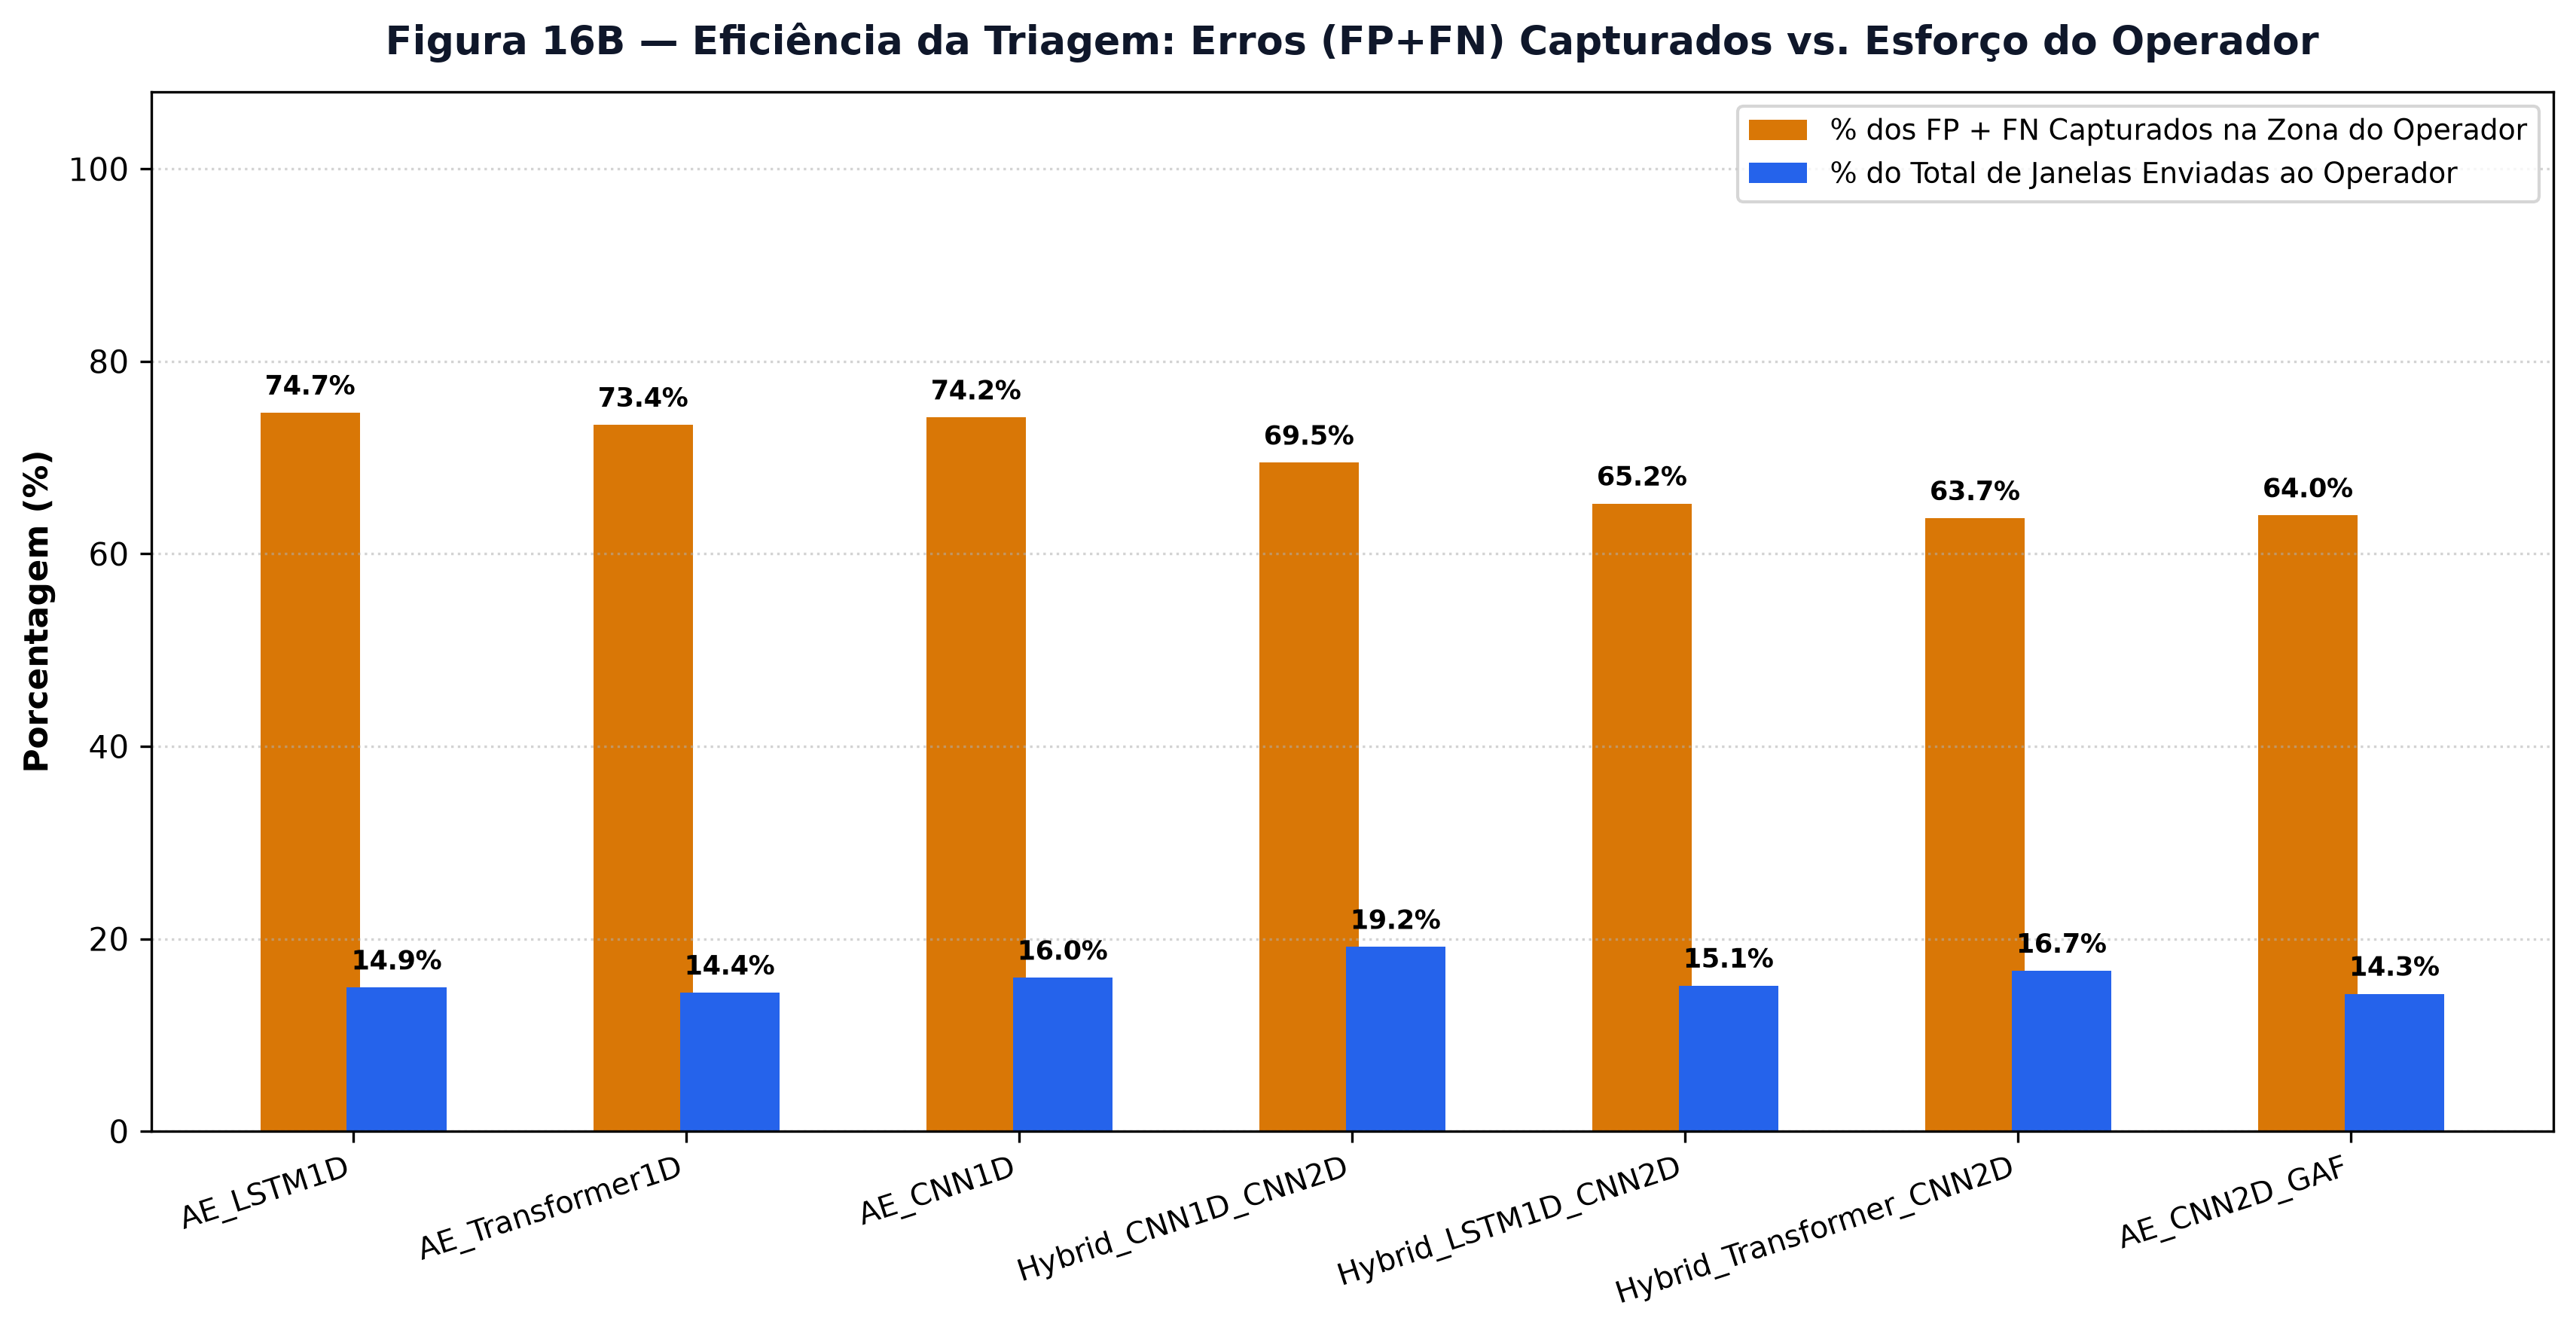 Figura 16B — Eficiência da Triagem: Erros (FP+FN) Capturados vs. Esforço do Operador
% dos FP + FN Capturados na Zona do Operador
% do Total de Janelas Enviadas ao Operador
Porcentagem (%)
100
80
60
40
20
0
74.7%
14.9%
73.4%
14.4%
74.2%
16.0%
69.5%
19.2%
65.2%
15.1%
63.7%
16.7%
64.0%
14.3%
AE_LSTM1D
AE_Transformer1D
AE_CNN1D
Hybrid_CNN1D_CNN2D
Hybrid_LSTM1D_CNN2D
Hybrid_Transformer_CNN2D
AE_CNN2D_GAF